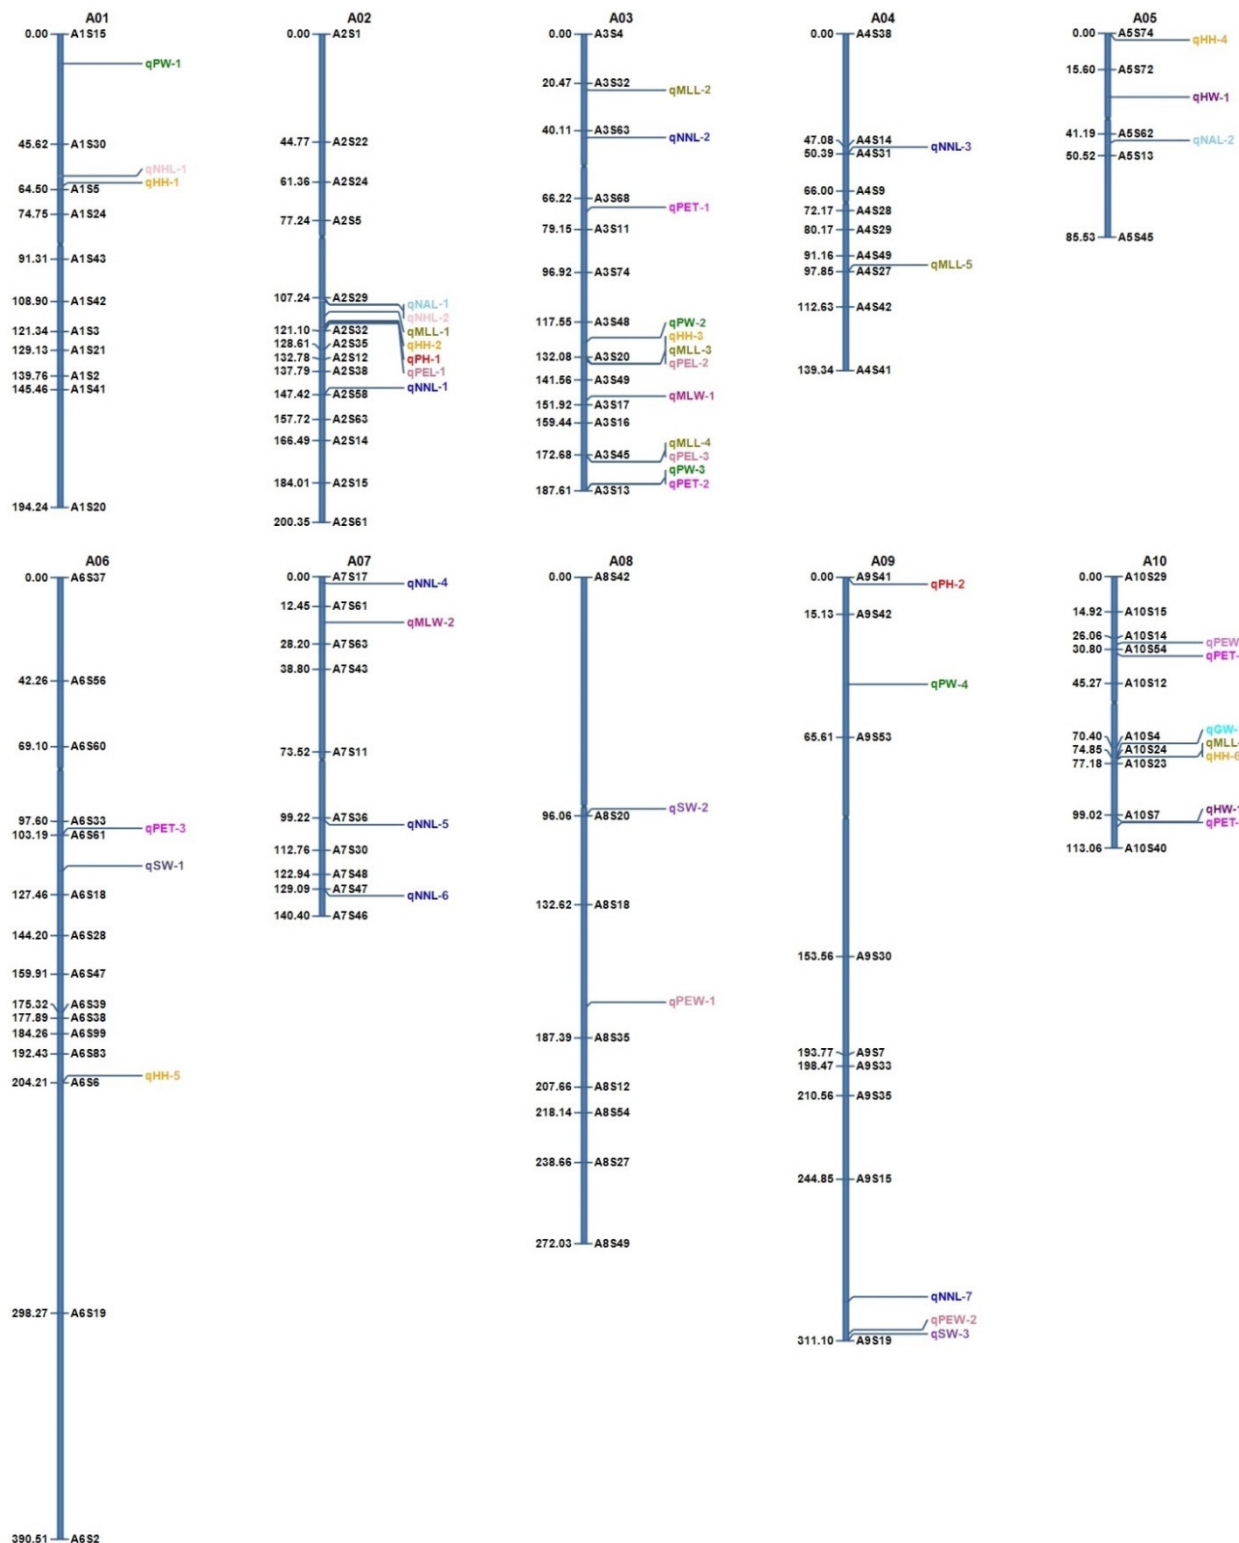 A01
0.00 A1S15
qPW-1
45.62 A1S30
qNHL-1
qHH-1
64.50 A1S5
74.75 A1S24
91.31 A1S43
108.90 A1S42
121.34 A1S3
129.13 A1S21
139.76 A1S2
145.46 A1S41
194.24 A1S20
A02
0.00 A2S1
44.77 A2S22
61.36 A2S24
77.24 A2S5
107.24 A2S29
qNAL-1
qNHL-2
121.10 A2S32 qMLL-1
128.61 A2S35 qHH-2
132.78 A2S12 qPH-1
137.79 A2S38 qPEL-1
qNNL-1
147.42 A2S58
157.72 A2S63
166.49 A2S14
184.01 A2S15
200.35 A2S61
A03
0.00 A3S4
20.47 A3S32
qMLL-2
40.11 A3S63
qNNL-2
66.22 A3S68
qPET-1
79.15 A3S11
96.92 A3S74
117.55 A3S48 qPW-2
qHH-3
qMLL-3
132.08 A3S20
qPEL-2
141.56 A3S49
qMLW-1
151.92 A3S17
159.44 A3S16
qMLL-4
172.68 A3S45 qPEL-3
qPW-3
qPET-2
187.61 A3S13
A04
0.00 A4S38
47.08 A4S14
qNNL-3
50.39 A4S31
66.00 A4S9
72.17 A4S28
80.17 A4S29
91.16 A4S49
qMLL-5
97.85 A4S27
112.63 A4S42
139.34 A4S41
A05
0.00 A5S74
qHH-4
15.60 A5S72
qHW-1
41.19 A5S62
qNAL-2
50.52 A5S13
85.53 A5S45
A06
0.00 A6S37
42.26 A6S56
69.10 A6S60
97.60 A6S33
qPET-3
103.19 A6S61
qSW-1
127.46 A6S18
144.20 A6S28
159.91 A6S47
175.32 A6S39
177.89 A6S38
184.26 A6S99
192.43 A6S83
qHH-5
204.21 A6S6
298.27 A6S19
390.51 A6S2
A07
0.00 A7S17
qNNL-4
12.45 A7S61
qMLW-2
28.20 A7S63
38.80 A7S43
73.52 A7S11
99.22 A7S36
qNNL-5
112.76 A7S30
122.94 A7S48
129.09 A7S47
qNNL-6
140.40 A7S46
A08
0.00 A8S42
qSW-2
96.06 A8S20
132.62 A8S18
qPEW-1
187.39 A8S35
207.66 A8S12
218.14 A8S54
238.66 A8S27
272.03 A8S49
A09
0.00 A9S41
qPH-2
15.13 A9S42
qPW-4
65.61 A9S53
153.56 A9S30
193.77 A9S7
198.47 A9S33
210.56 A9S35
244.85 A9S15
qNNL-7
qPEW-2
qSW-3
311.10 A9S19
A10
0.00 A10S29
14.92 A10S15
26.06 A10S14
qPEW
30.80 A10S54
qPET-
45.27 A10S12
qGW-
70.40 A10S4
qMLL-
74.85 A10S24
qHH-6
77.18 A10S23
qHW-1
99.02 A10S7
qPET-
113.06 A10S40